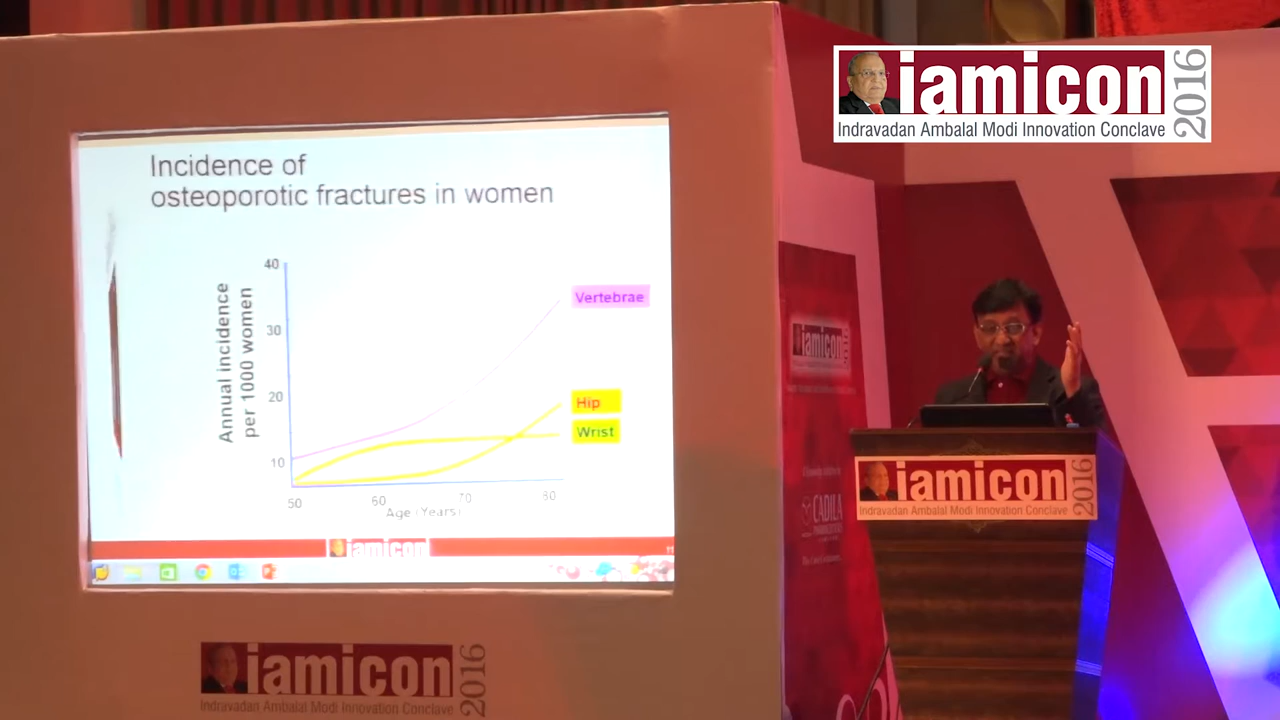 iamicon
2016
Indravadan Ambalal Modi Innovation Conclave
Incidence of
osteoporotic fractures in women
Annual incidence
per 1000 women
40
30
20
10
50
60
70
80
Age (Years)
Vertebrae
Hip
Wrist
iamicon
iamicon
2016
Indravadan Ambalal Modi Innovation Conclave
iamicon
CADILA
iamicon
2016
Indravadan Ambalal Modi Innovation Conclave